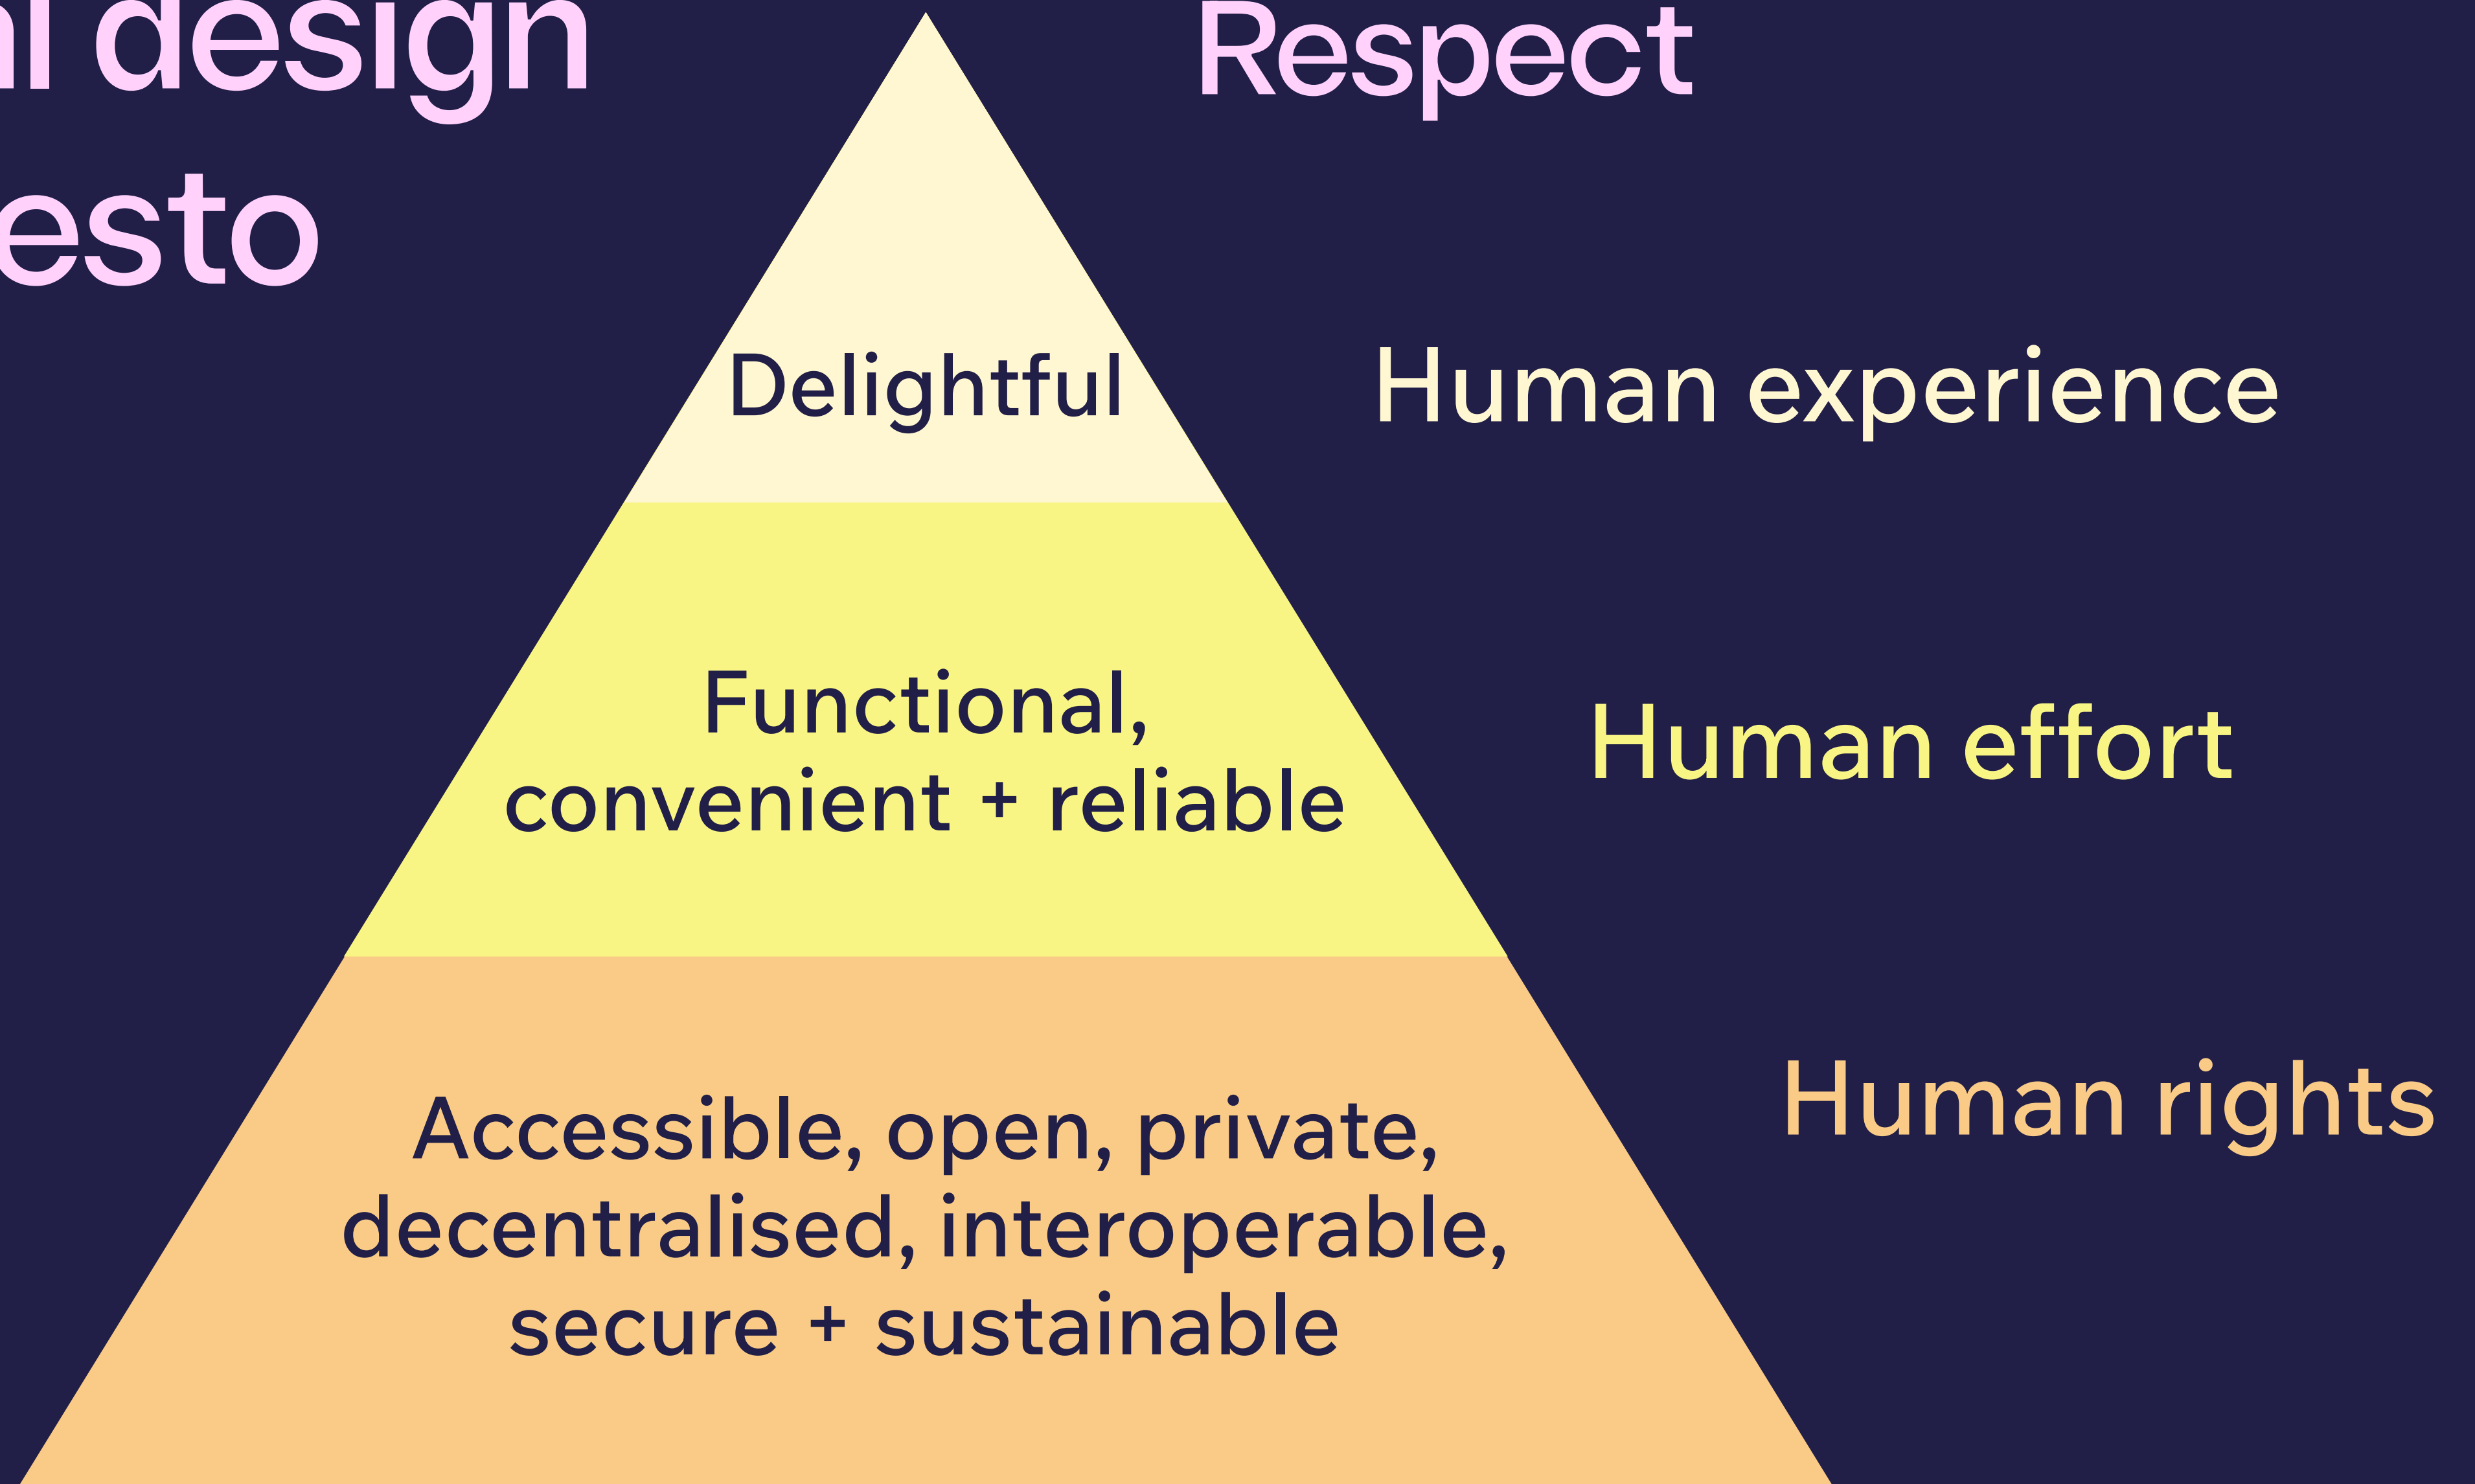 design
esto
Respect
Delightful
Human experience
Functional,
convenient + reliable
Human effort
Accessible, open, private,
decentralised, interoperable,
secure + sustainable
Human rights